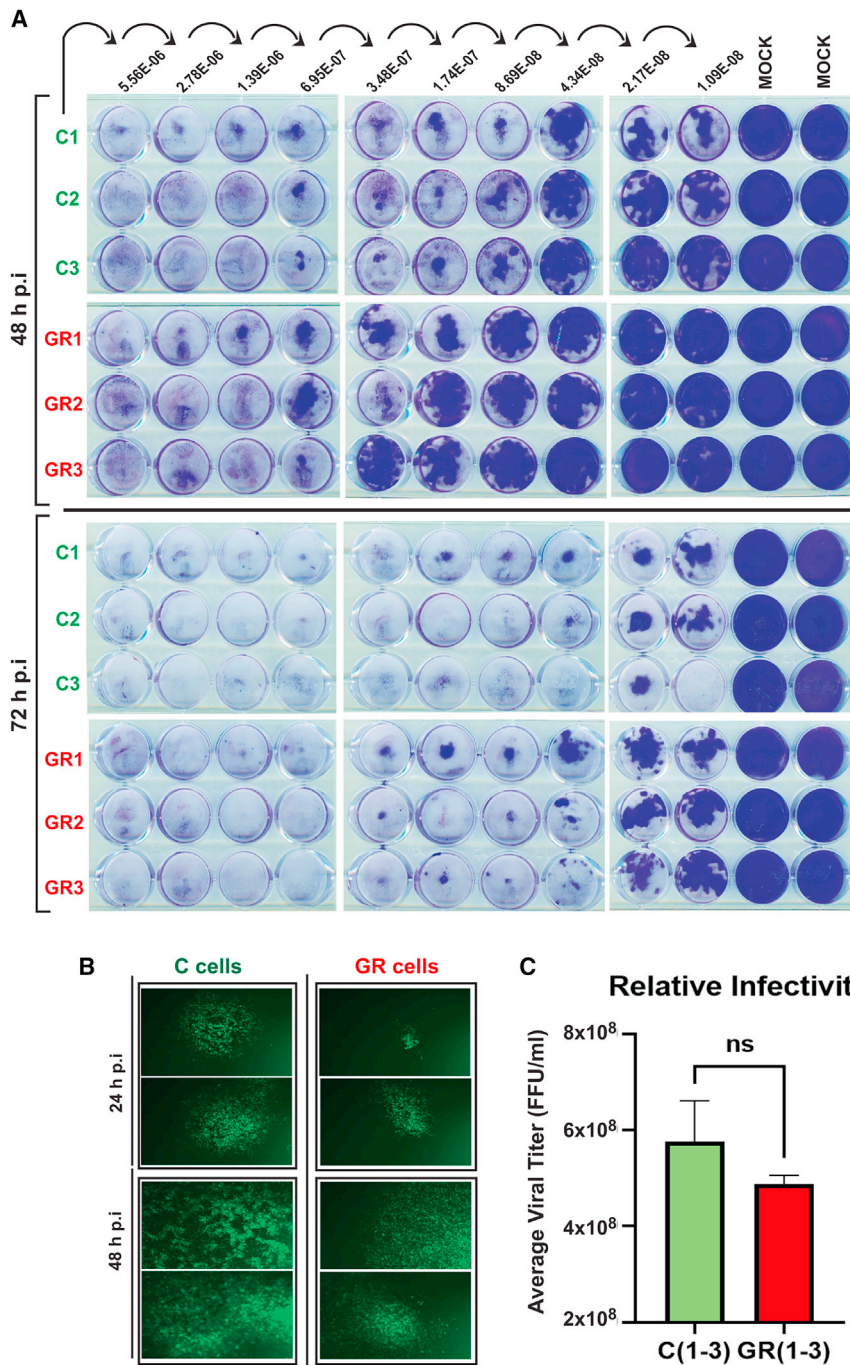 A
5.56E-06 2.78E-06 1.39E-06 6.95E-07 3.48E-07 1.74E-07 8.69E-08 4.34E-08 2.17E-08 1.09E-08 MOCK MOCK
48 h p.i
C1
C2
C3
GR1
GR2
GR3
72 h p.i
C1
C2
C3
GR1
GR2
GR3
B
C cells GR cells
24 h p.i
48 h p.i
C
Relative Infectivit
Average Viral Titer (FFU/ml)
8x10⁸
6x10⁸
4x10⁸
2x10⁸
ns
C(1-3) GR(1-3)